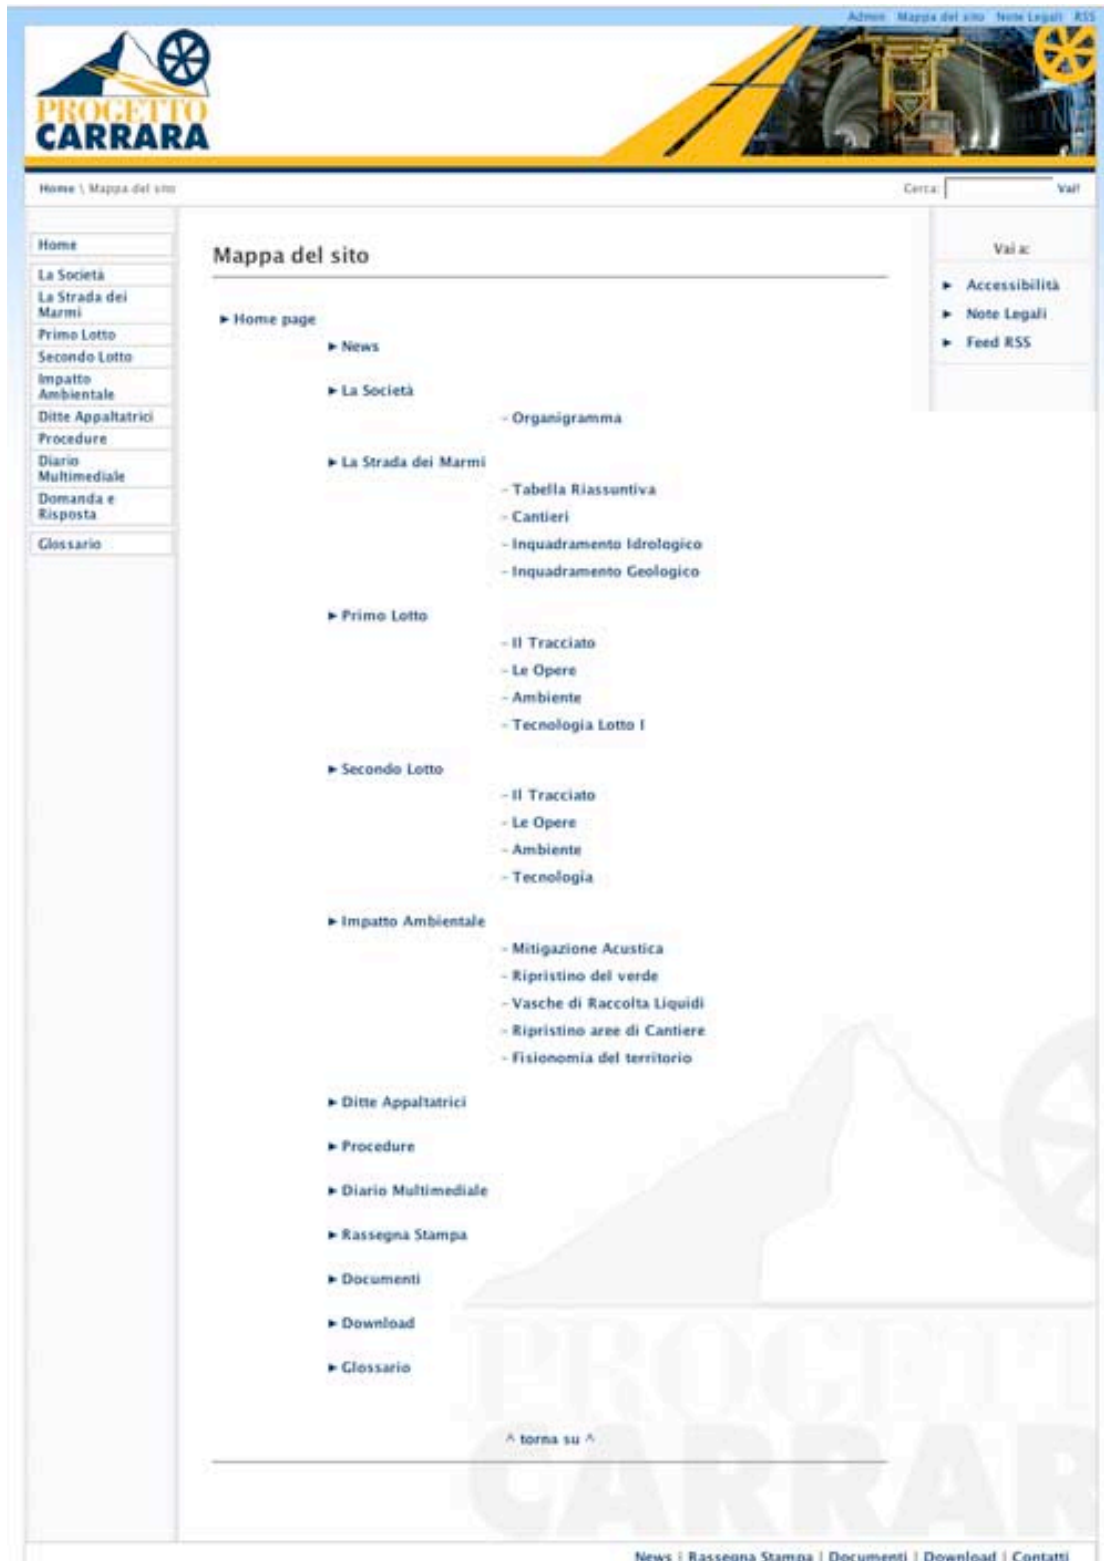 Admin Mappa del sito Note Legali RSS
PROGETTO
CARRARA
Home \ Mappa del sito
Cerca: Vai!
Home
La Società
La Strada dei
Marmi
Primo Lotto
Secondo Lotto
Impatto
Ambientale
Ditte Appaltatrici
Procedure
Diario
Multimediale
Domanda e
Risposta
Glossario
Mappa del sito
► Home page
► News
► La Società
- Organigramma
► La Strada dei Marmi
- Tabella Riassuntiva
- Cantieri
- Inquadramento Idrologico
- Inquadramento Geologico
► Primo Lotto
- Il Tracciato
- Le Opere
- Ambiente
- Tecnologia Lotto I
► Secondo Lotto
- Il Tracciato
- Le Opere
- Ambiente
- Tecnologia
► Impatto Ambientale
- Mitigazione Acustica
- Ripristino del verde
- Vasche di Raccolta Liquidi
- Ripristino aree di Cantiere
- Fisionomia del territorio
► Ditte Appaltatrici
► Procedure
► Diario Multimediale
► Rassegna Stampa
► Documenti
► Download
► Glossario
^ torna su ^
Vai a:
► Accessibilità
► Note Legali
► Feed RSS
PROGETT
CARRAR
News | Rassegna Stampa | Documenti | Download | Contatti